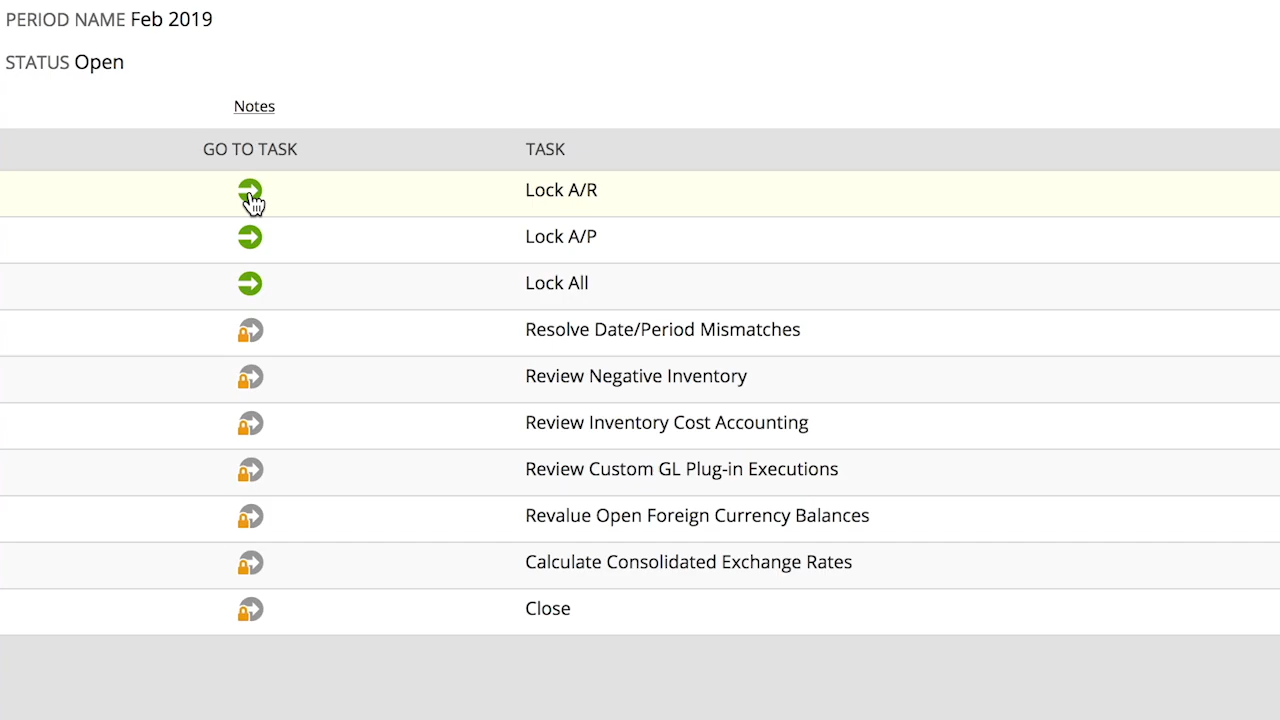 PERIOD NAME Feb 2019
STATUS Open
Notes
GO TO TASK TASK
Lock A/R
Lock A/P
Lock All
Resolve Date/Period Mismatches
Review Negative Inventory
Review Inventory Cost Accounting
Review Custom GL Plug-in Executions
Revalue Open Foreign Currency Balances
Calculate Consolidated Exchange Rates
Close